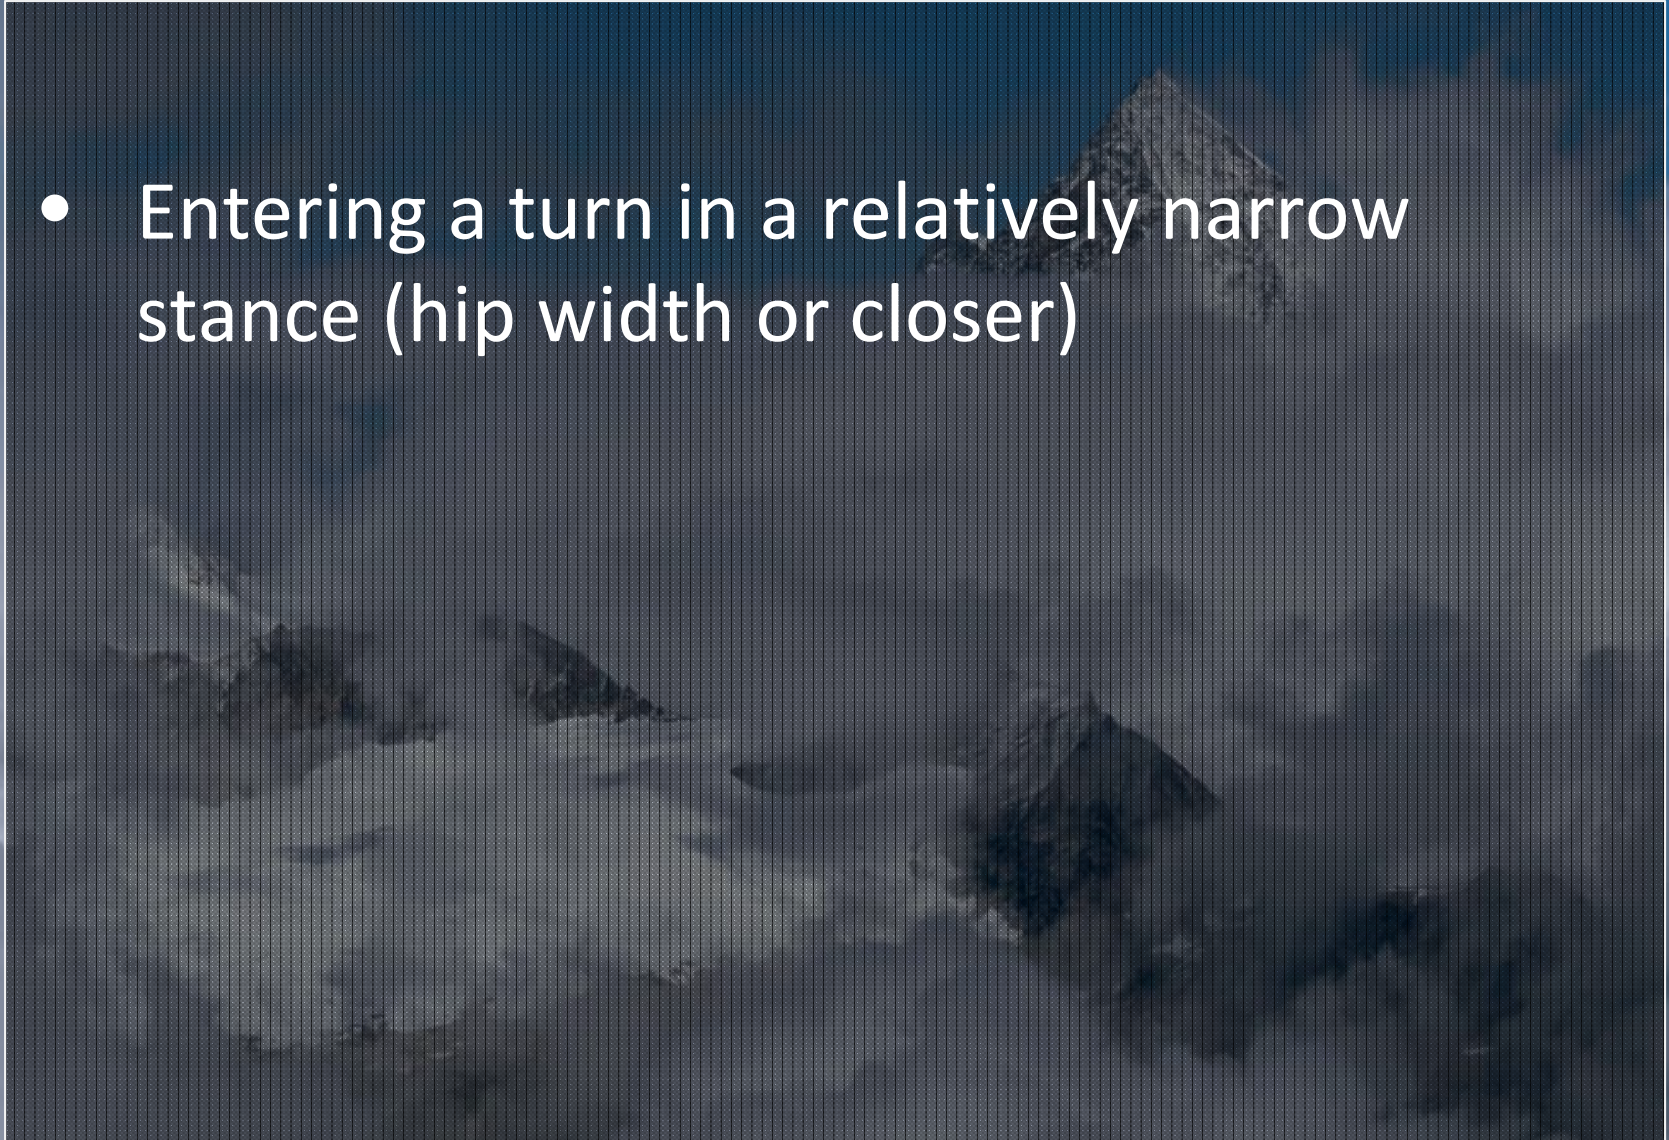 • Entering a turn in a relatively narrow
stance (hip width or closer)